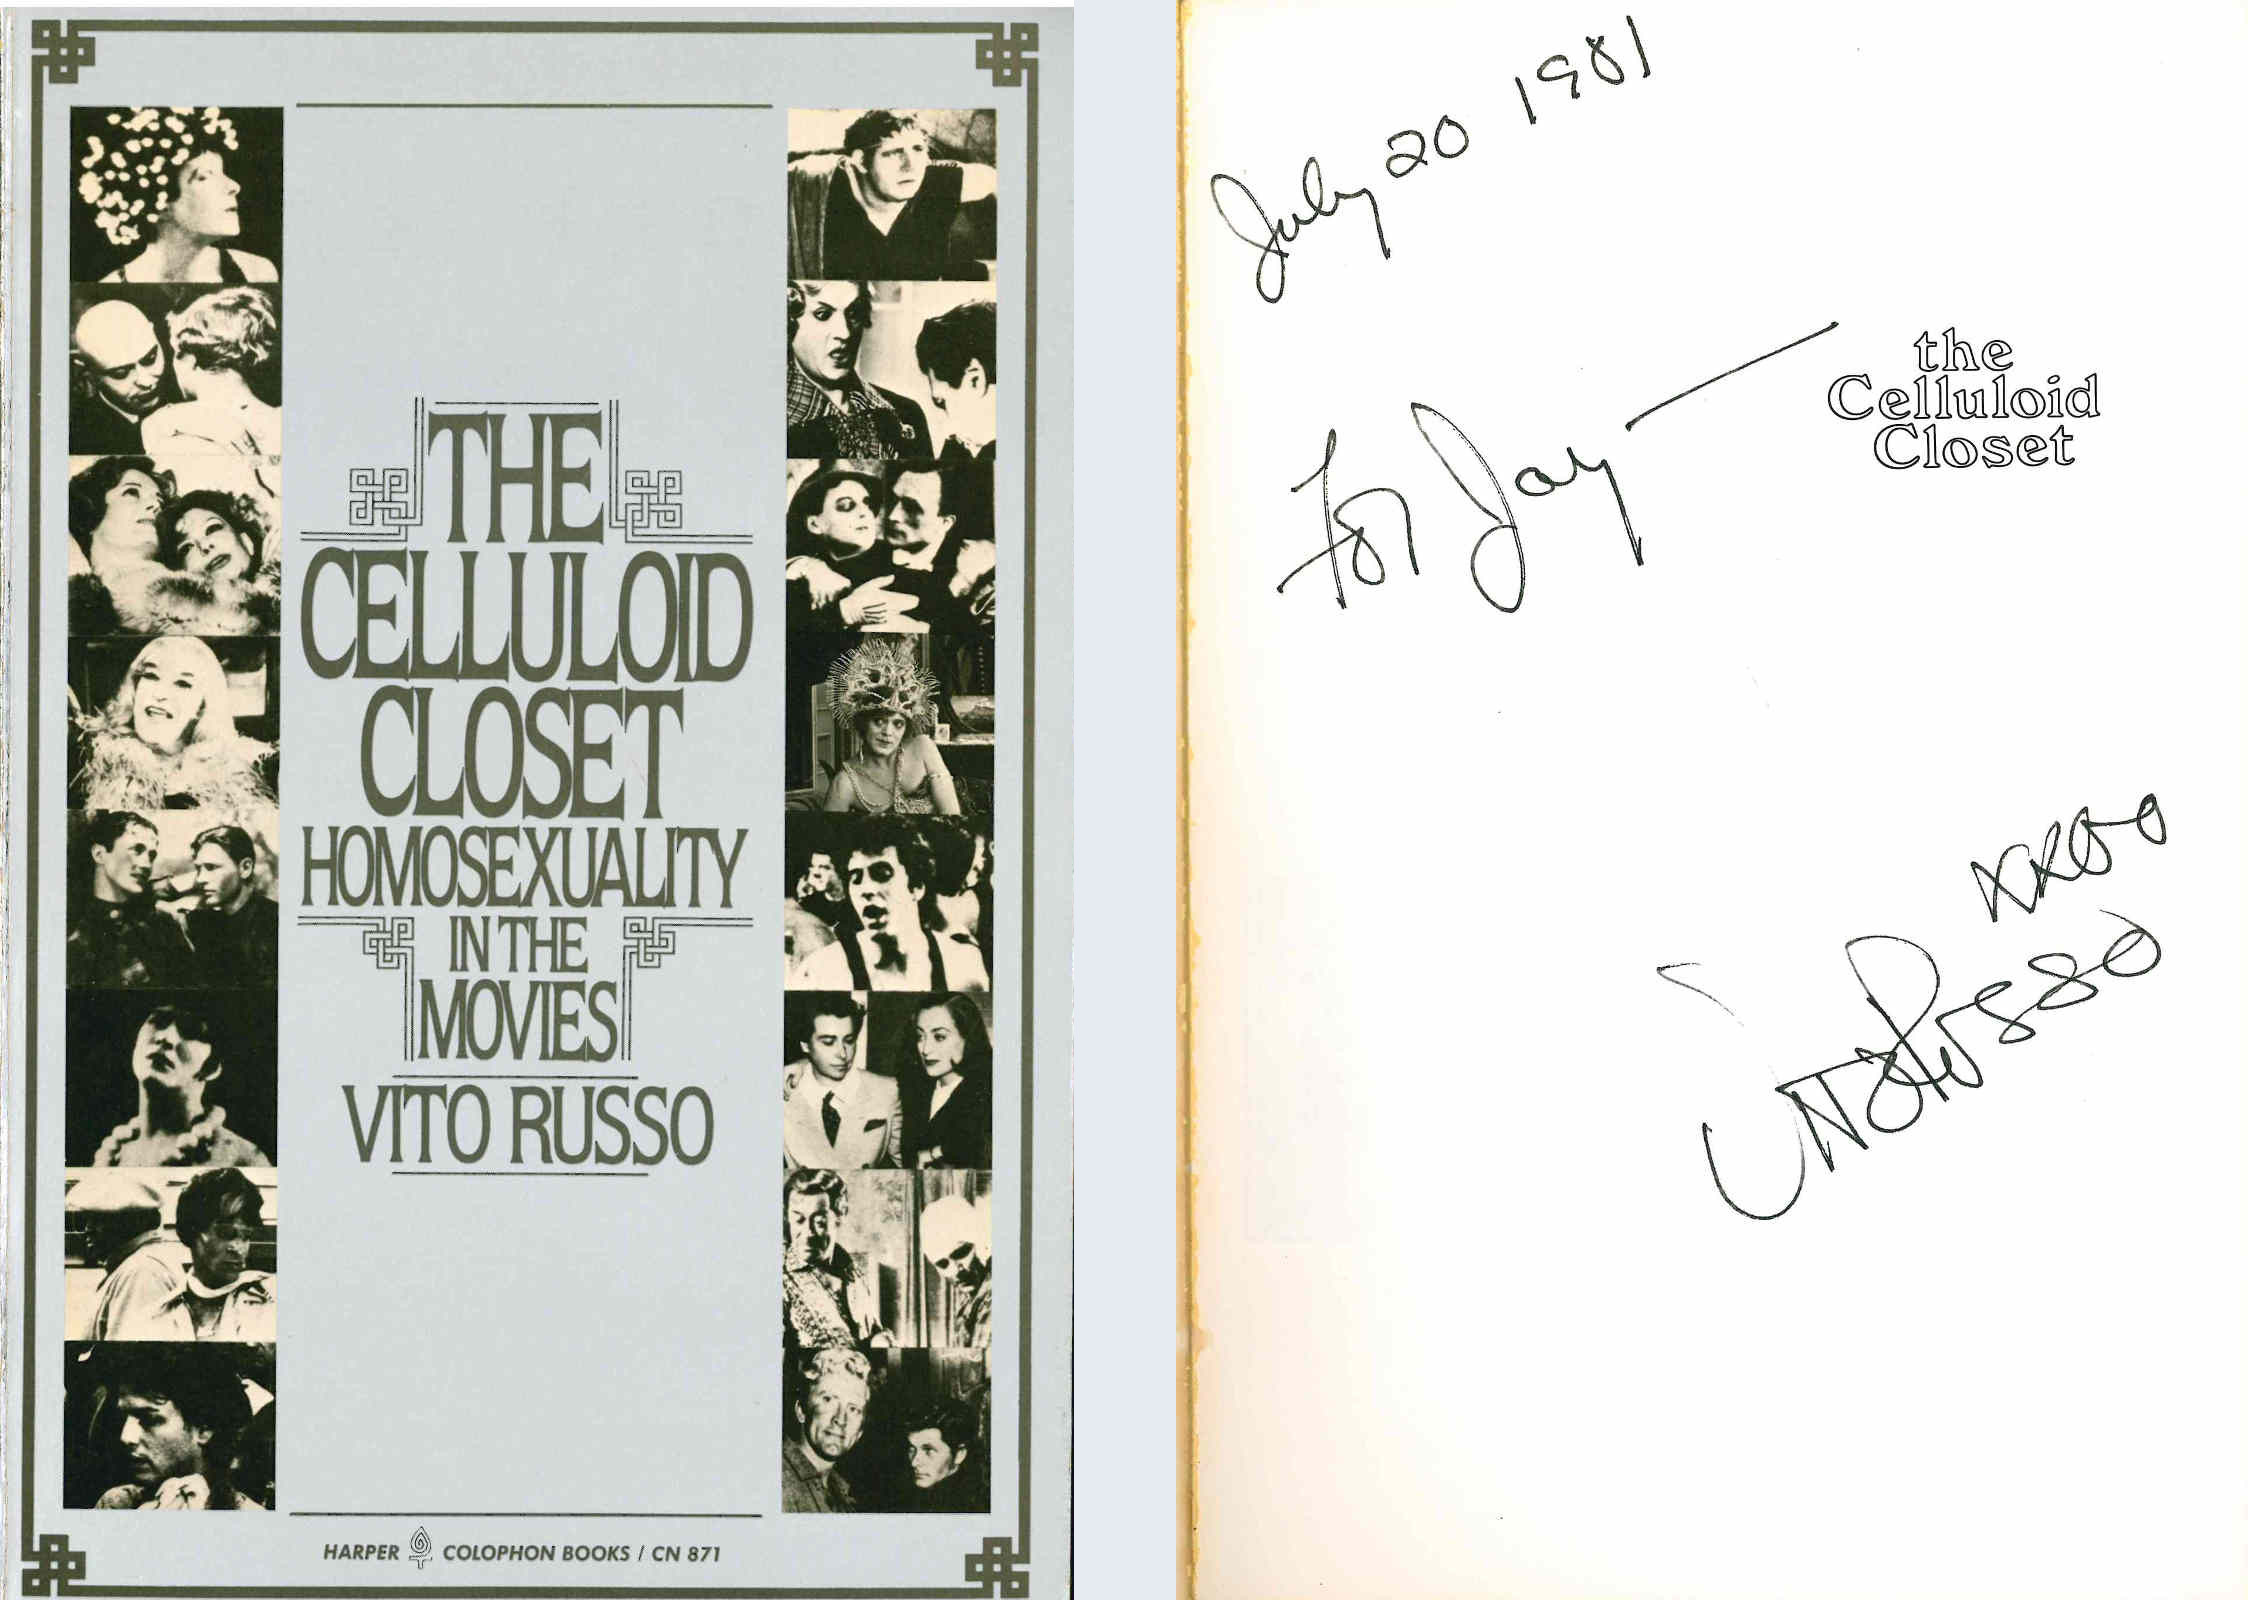 THE
CELLULOID
CLOSET
HOMOSEXUALITY
IN THE
MOVIES
VITO RUSSO
HARPER COLOPHON BOOKS / CN 871
July 20 1981
the
Celluloid
Closet
For Jay
XXOO
Vito Russo